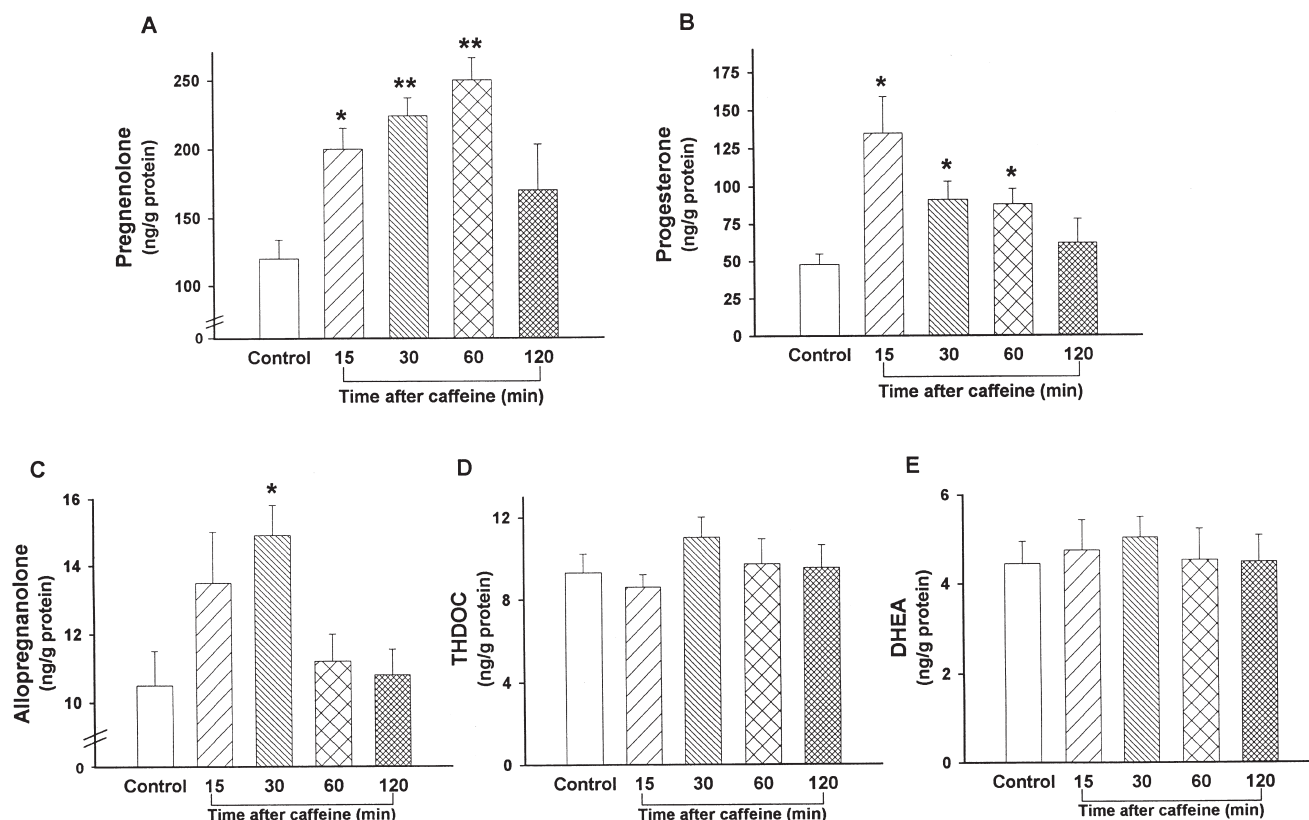 A
Pregnenolone
(ng/g protein)
250
200
150
100
0
*
**
**
Control 15 30 60 120
Time after caffeine (min)
B
Progesterone
(ng/g protein)
175
150
125
100
75
50
25
0
*
*
*
Control 15 30 60 120
Time after caffeine (min)
C
Allopregnanolone
(ng/g protein)
16
14
12
10
0
*
Control 15 30 60 120
Time after caffeine (min)
D
THDOC
(ng/g protein)
12
8
4
0
Control 15 30 60 120
Time after caffeine (min)
E
DHEA
(ng/g protein)
6
4
2
0
Control 15 30 60 120
Time after caffeine (min)